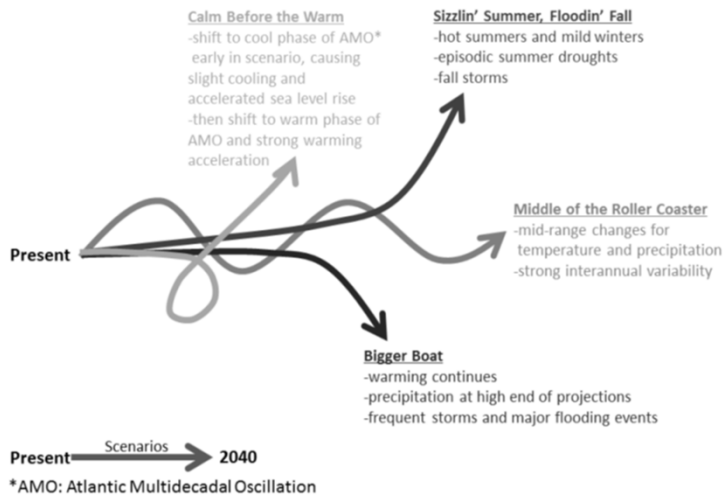 Calm Before the Warm
-shift to cool phase of AMO*
early in scenario, causing
slight cooling and
accelerated sea level rise
-then shift to warm phase of
AMO and strong warming
acceleration
Sizzlin’ Summer, Floodin’ Fall
-hot summers and mild winters
-episodic summer droughts
-fall storms
Middle of the Roller Coaster
-mid-range changes for
temperature and precipitation
-strong interannual variability
Present
Bigger Boat
-warming continues
-precipitation at high end of projections
-frequent storms and major flooding events
Scenarios
Present 2040
*AMO: Atlantic Multidecadal Oscillation